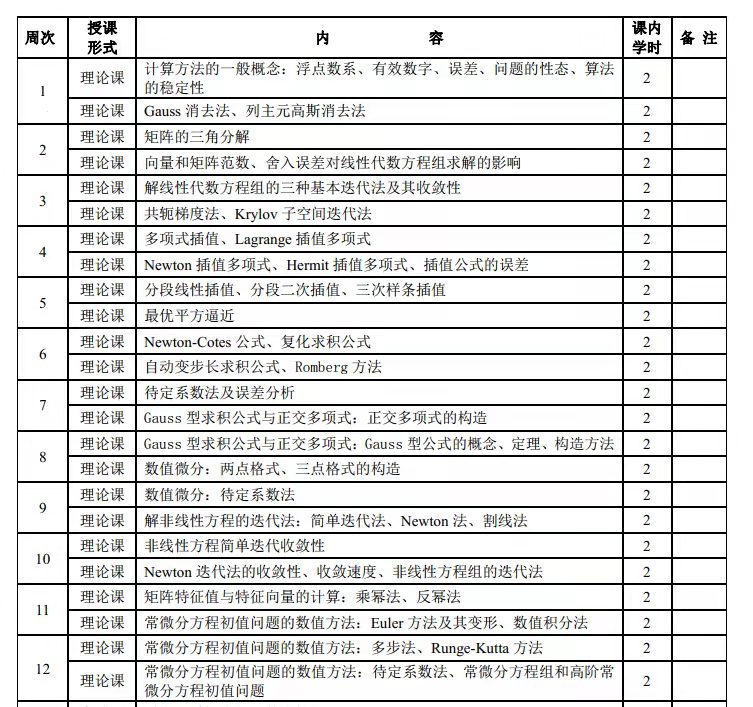 周次 授课形式 内 容 课内学时 备 注
1 理论课 计算方法的一般概念：浮点数系、有效数字、误差、问题的性态、算法
的稳定性 2
理论课 Gauss 消去法、列主元高斯消去法 2
2 理论课 矩阵的三角分解 2
理论课 向量和矩阵范数、舍入误差对线性代数方程组求解的影响 2
3 理论课 解线性代数方程组的三种基本迭代法及其收敛性 2
理论课 共轭梯度法、Krylov 子空间迭代法 2
4 理论课 多项式插值、Lagrange 插值多项式 2
理论课 Newton 插值多项式、Hermit 插值多项式、插值公式的误差 2
5 理论课 分段线性插值、分段二次插值、三次样条插值 2
理论课 最优平方逼近 2
6 理论课 Newton-Cotes 公式、复化求积公式 2
理论课 自动变步长求积公式、Romberg 方法 2
7 理论课 待定系数法及误差分析 2
理论课 Gauss 型求积公式与正交多项式：正交多项式的构造 2
8 理论课 Gauss 型求积公式与正交多项式：Gauss 型公式的概念、定理、构造方法 2
理论课 数值微分：两点格式、三点格式的构造 2
9 理论课 数值微分：待定系数法 2
理论课 解非线性方程的迭代法：简单迭代法、Newton 法、割线法 2
10 理论课 非线性方程简单迭代收敛性 2
理论课 Newton 迭代法的收敛性、收敛速度、非线性方程组的迭代法 2
11 理论课 矩阵特征值与特征向量的计算：乘幂法、反幂法 2
理论课 常微分方程初值问题的数值方法：Euler 方法及其变形、数值积分法 2
12 理论课 常微分方程初值问题的数值方法：多步法、Runge-Kutta 方法 2
理论课 常微分方程初值问题的数值方法：待定系数法、常微分方程组和高阶常
微分方程初值问题 2